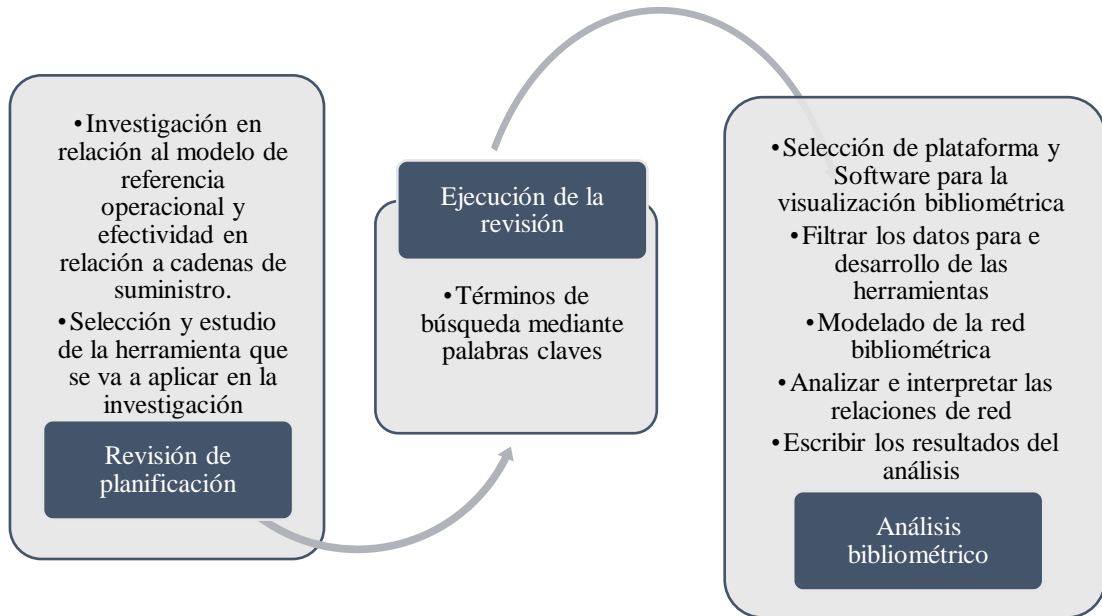 •Investigación en
relación al modelo de
referencia
operacional y
efectividad en
relación a cadenas de
suministro.
•Selección y estudio
de la herramienta que
se va a aplicar en la
investigación
Revisión de
planificación
Ejecución de la
revisión
•Términos de
búsqueda mediante
palabras claves
•Selección de plataforma y
Software para la
visualización bibliométrica
•Filtrar los datos para e
desarrollo de las
herramientas
•Modelado de la red
bibliométrica
•Analizar e interpretar las
relaciones de red
•Escribir los resultados del
análisis
Análisis
bibliométrico